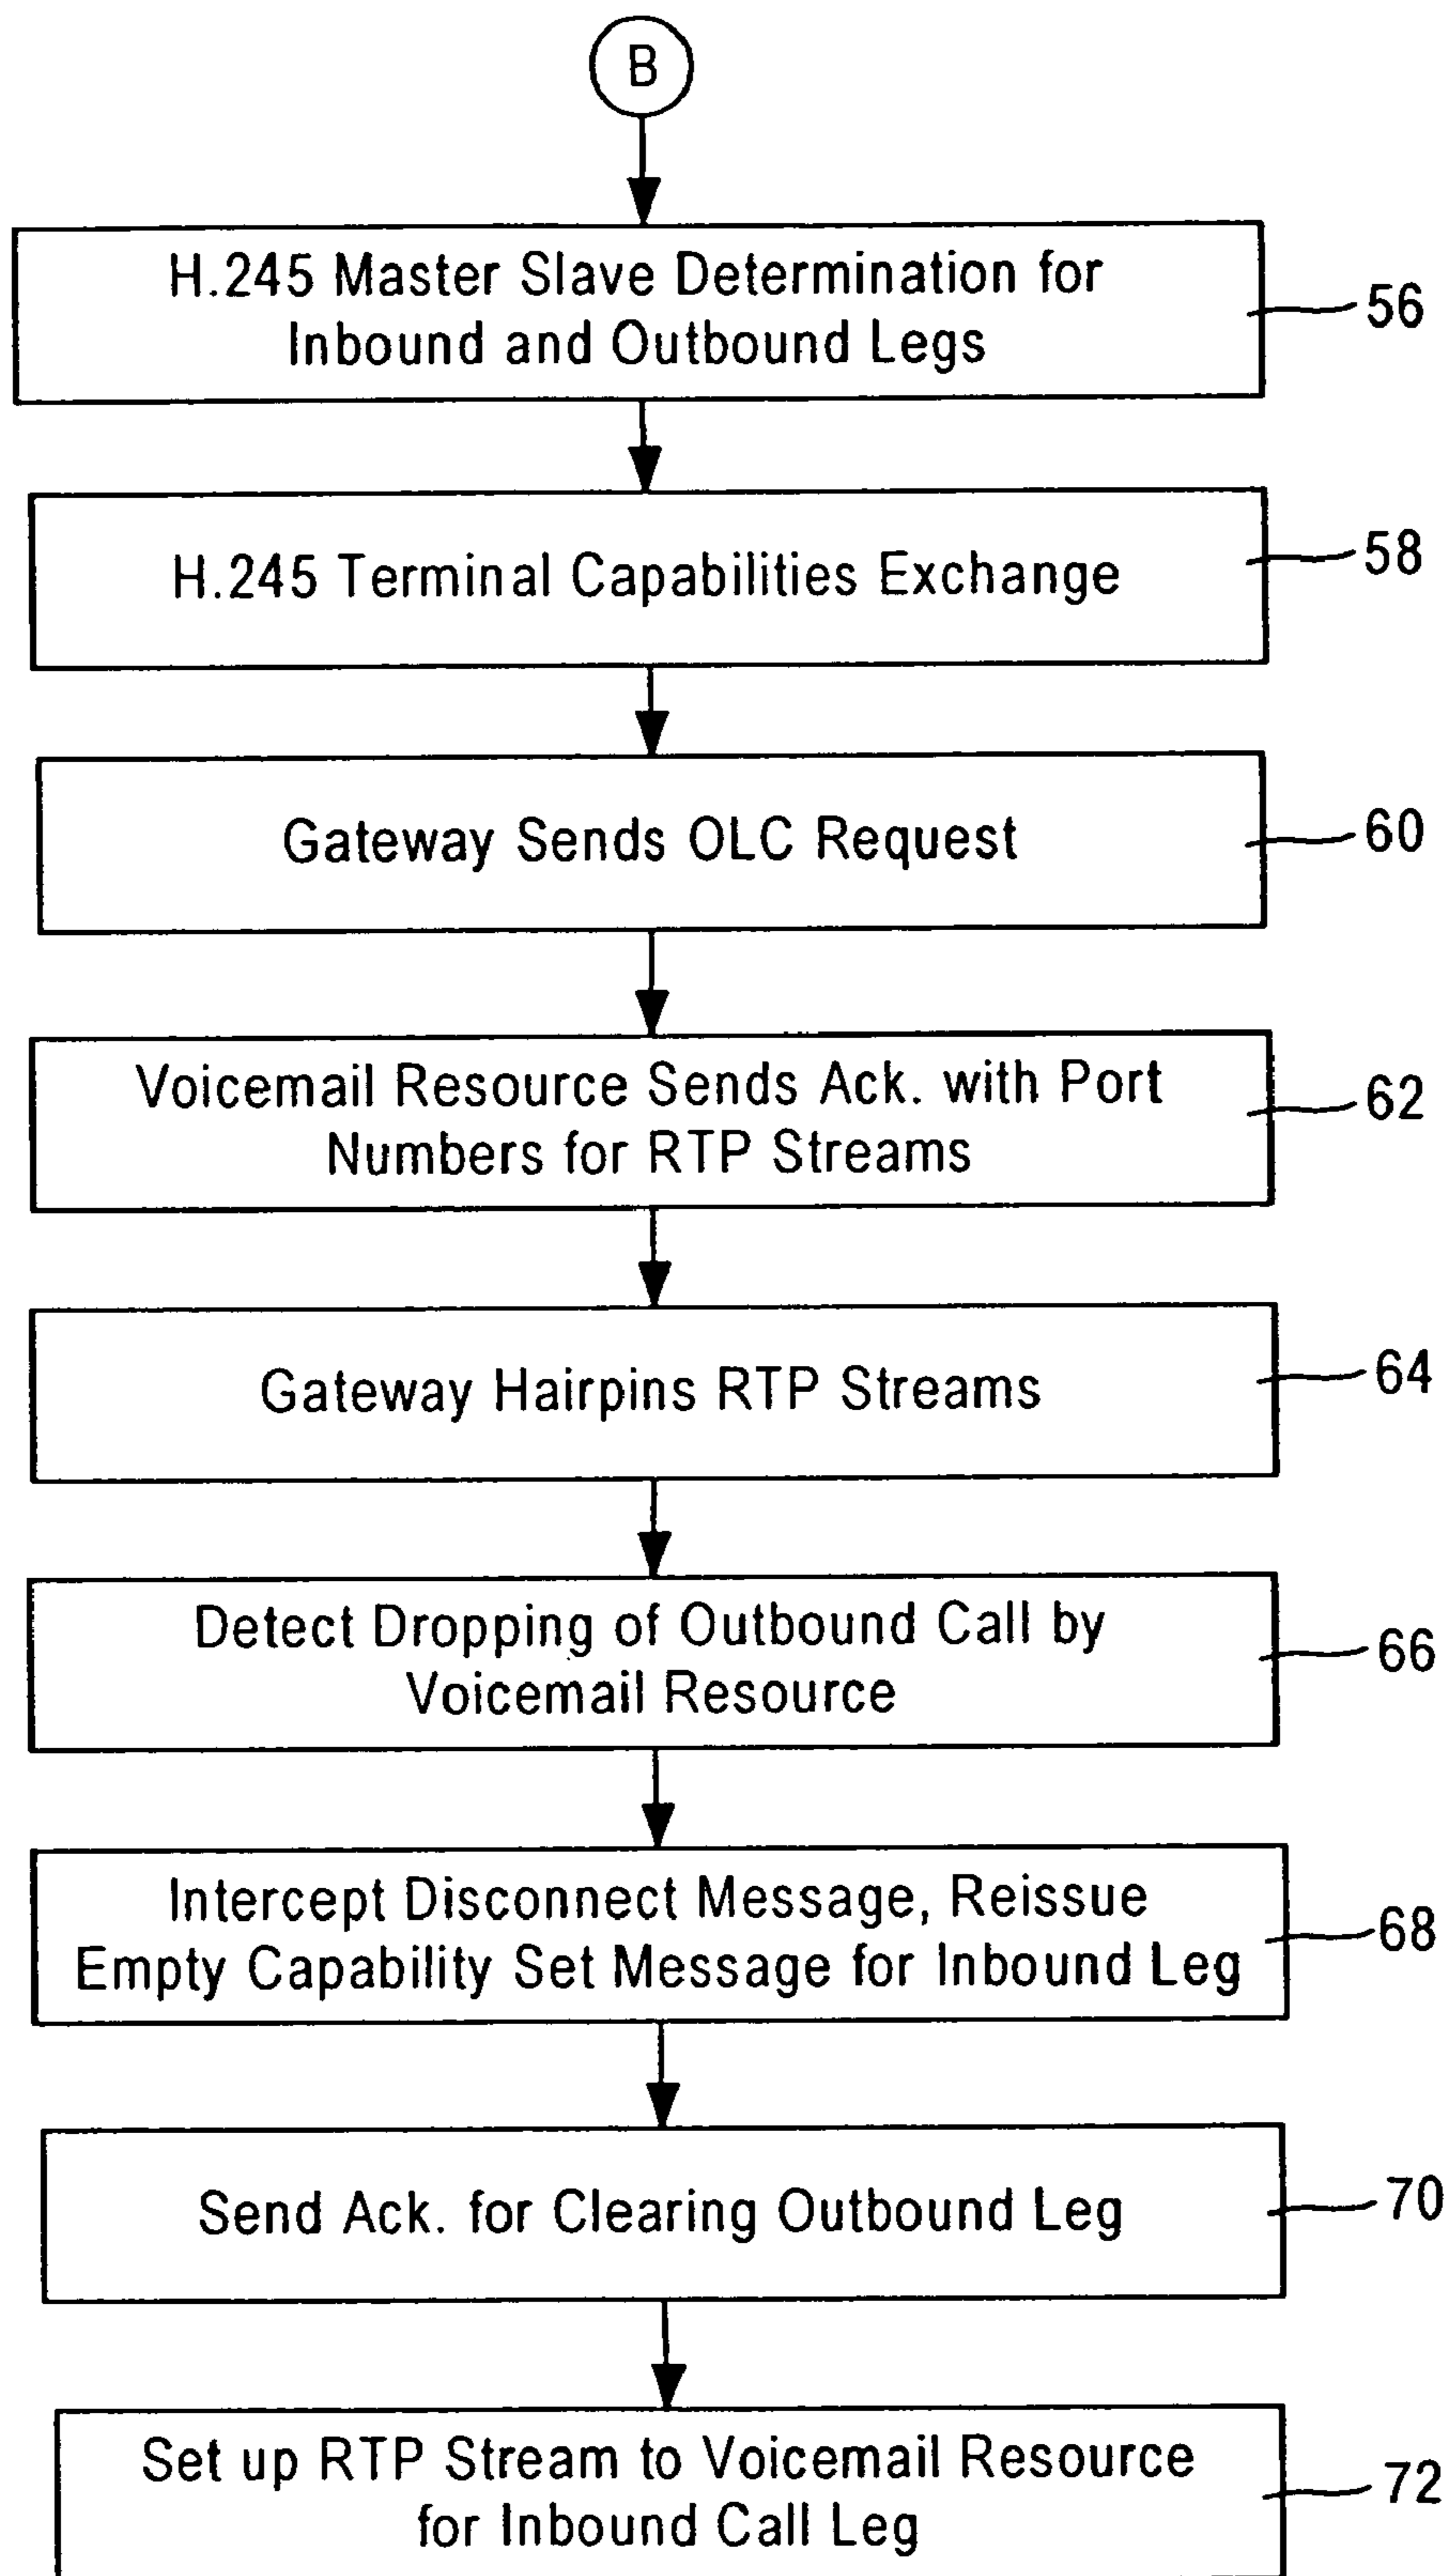 B
H.245 Master Slave Determination for
Inbound and Outbound Legs
56
H.245 Terminal Capabilities Exchange
58
Gateway Sends OLC Request
60
Voicemail Resource Sends Ack. with Port
Numbers for RTP Streams
62
Gateway Hairpins RTP Streams
64
Detect Dropping of Outbound Call by
Voicemail Resource
66
Intercept Disconnect Message, Reissue
Empty Capability Set Message for Inbound Leg
68
Send Ack. for Clearing Outbound Leg
70
Set up RTP Stream to Voicemail Resource
for Inbound Call Leg
72